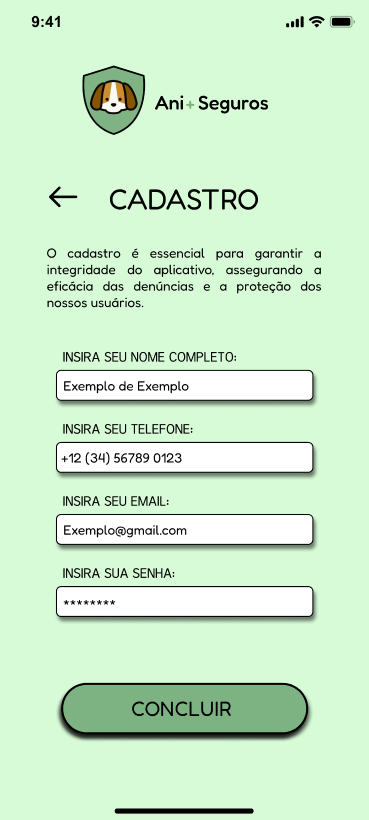 9:41
Ani+Seguros
CADASTRO
O cadastro é essencial para garantir a
integridade do aplicativo, assegurando a
eficácia das denúncias e a proteção dos
nossos usuários.
INSIRA SEU NOME COMPLETO:
Exemplo de Exemplo
INSIRA SEU TELEFONE:
+12 (34) 56789 0123
INSIRA SEU EMAIL:
Exemplo@gmail.com
INSIRA SUA SENHA:
********
CONCLUIR